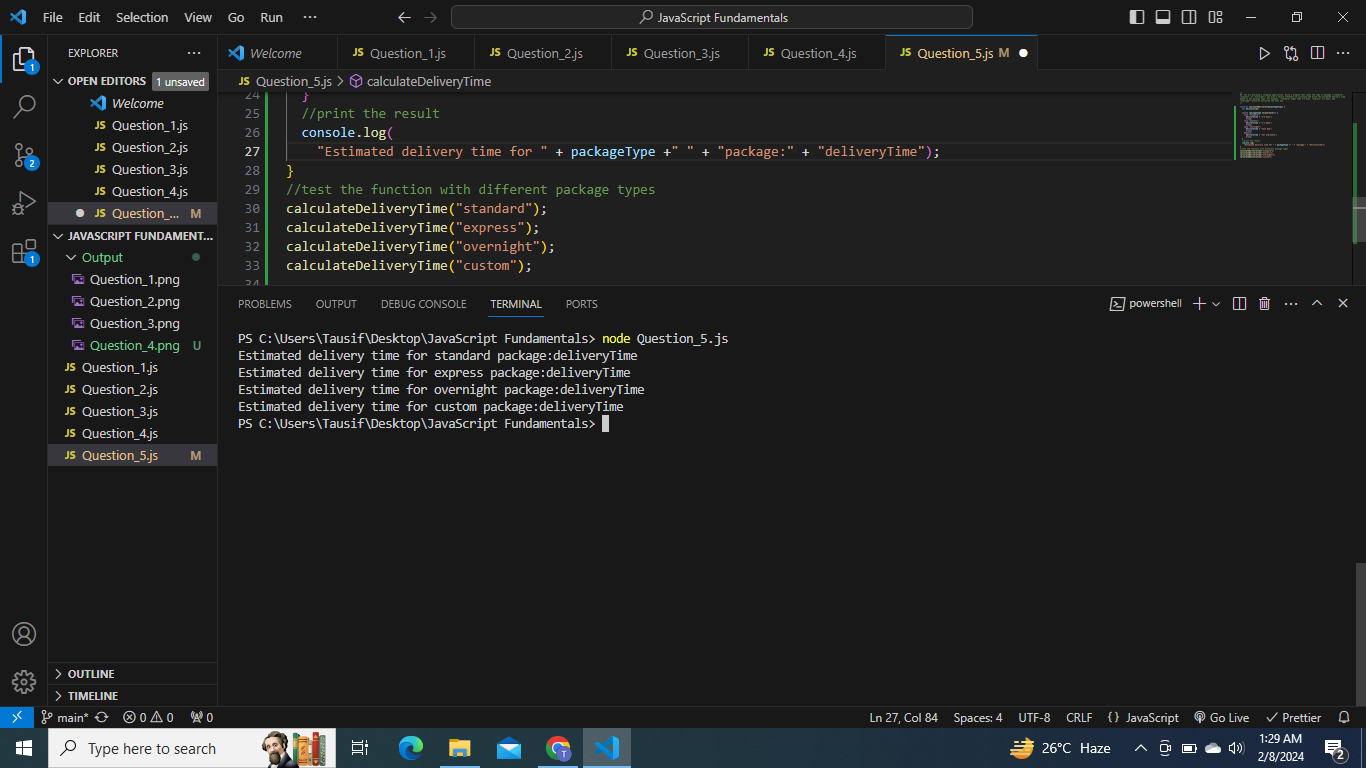 File Edit Selection View Go Run ··· JavaScript Fundamentals
EXPLORER ···
OPEN EDITORS 1 unsaved
Welcome
JS Question_1.js
JS Question_2.js
JS Question_3.js
JS Question_4.js
JS Question_... M
JAVASCRIPT FUNDAMENT...
Output
Question_1.png
Question_2.png
Question_3.png
Question_4.png U
JS Question_1.js
JS Question_2.js
JS Question_3.js
JS Question_4.js
JS Question_5.js M
OUTLINE
TIMELINE
1
2
1
Welcome JS Question_1.js JS Question_2.js JS Question_3.js JS Question_4.js JS Question_5.js M
JS Question_5.js > calculateDeliveryTime
24 }
25 //print the result
26 console.log(
27 "Estimated delivery time for " + packageType +" " + "package:" + "deliveryTime");
28 }
29 //test the function with different package types
30 calculateDeliveryTime("standard");
31 calculateDeliveryTime("express");
32 calculateDeliveryTime("overnight");
33 calculateDeliveryTime("custom");
34
PROBLEMS OUTPUT DEBUG CONSOLE TERMINAL PORTS powershell
PS C:\Users\Tausif\Desktop\JavaScript Fundamentals> node Question_5.js
Estimated delivery time for standard package:deliveryTime
Estimated delivery time for express package:deliveryTime
Estimated delivery time for overnight package:deliveryTime
Estimated delivery time for custom package:deliveryTime
PS C:\Users\Tausif\Desktop\JavaScript Fundamentals>
main* 0 0 0 Ln 27, Col 84 Spaces: 4 UTF-8 CRLF {} JavaScript Go Live Prettier
Type here to search T 26°C Haze 1:29 AM
2/8/2024 2